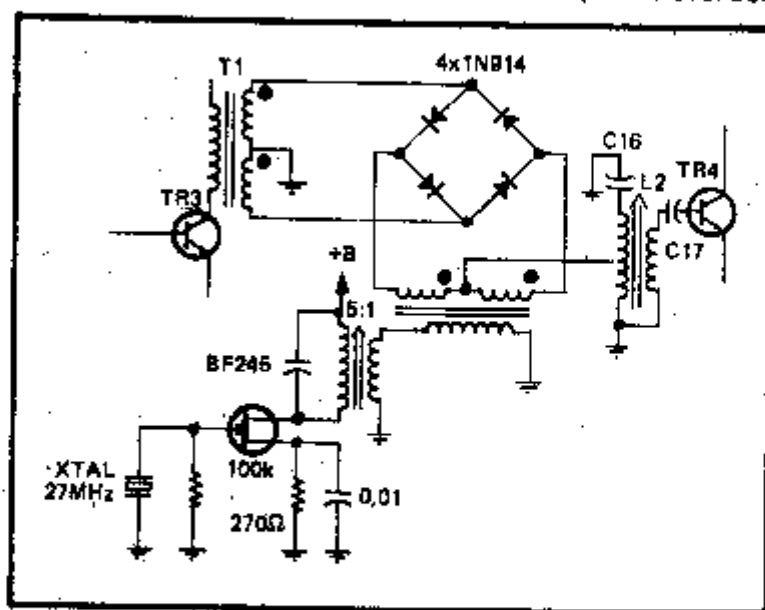 T1
4x1N914
C16
TR4
L2
TR3
C17
+B
5:1
BF245
100k
XTAL
27MHz
270Ω
0,01